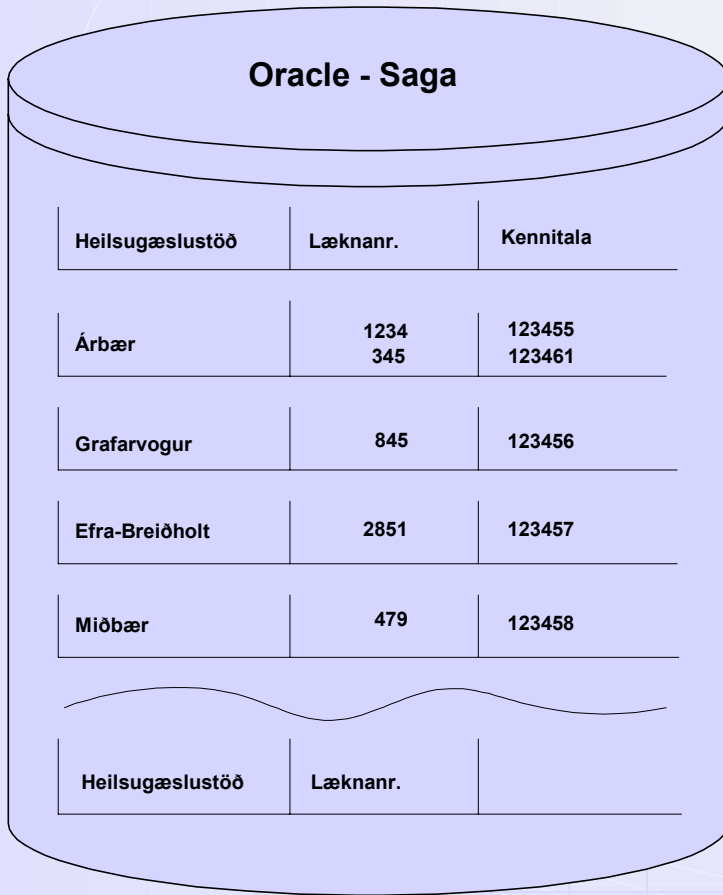 Oracle - Saga
Heilsugæslustöð Læknanr. Kennitala
Árbær 1234 123455
345 123461
Grafarvogur 845 123456
Efra-Breiðholt 2851 123457
Miðbær 479 123458
Heilsugæslustöð Læknanr.